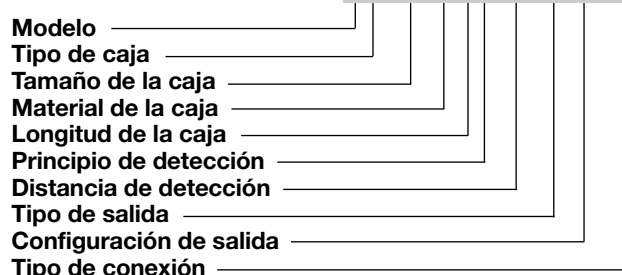 Modelo
Tipo de caja
Tamaño de la caja
Material de la caja
Longitud de la caja
Principio de detección
Distancia de detección
Tipo de salida
Configuración de salida
Tipo de conexión